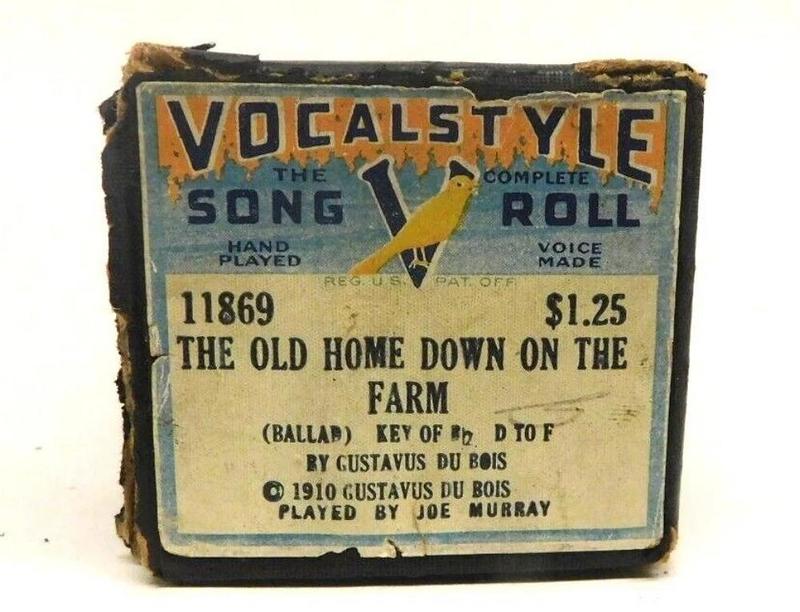 VOCALSTYLE
THE COMPLETE
SONG V ROLL
HAND PLAYED VOICE MADE
REG. U.S. PAT. OFF.
11869 $1.25
THE OLD HOME DOWN ON THE
FARM
(BALLAD) KEY OF B♭ D TO F
BY GUSTAVUS DU BOIS
© 1910 GUSTAVUS DU BOIS
PLAYED BY JOE MURRAY